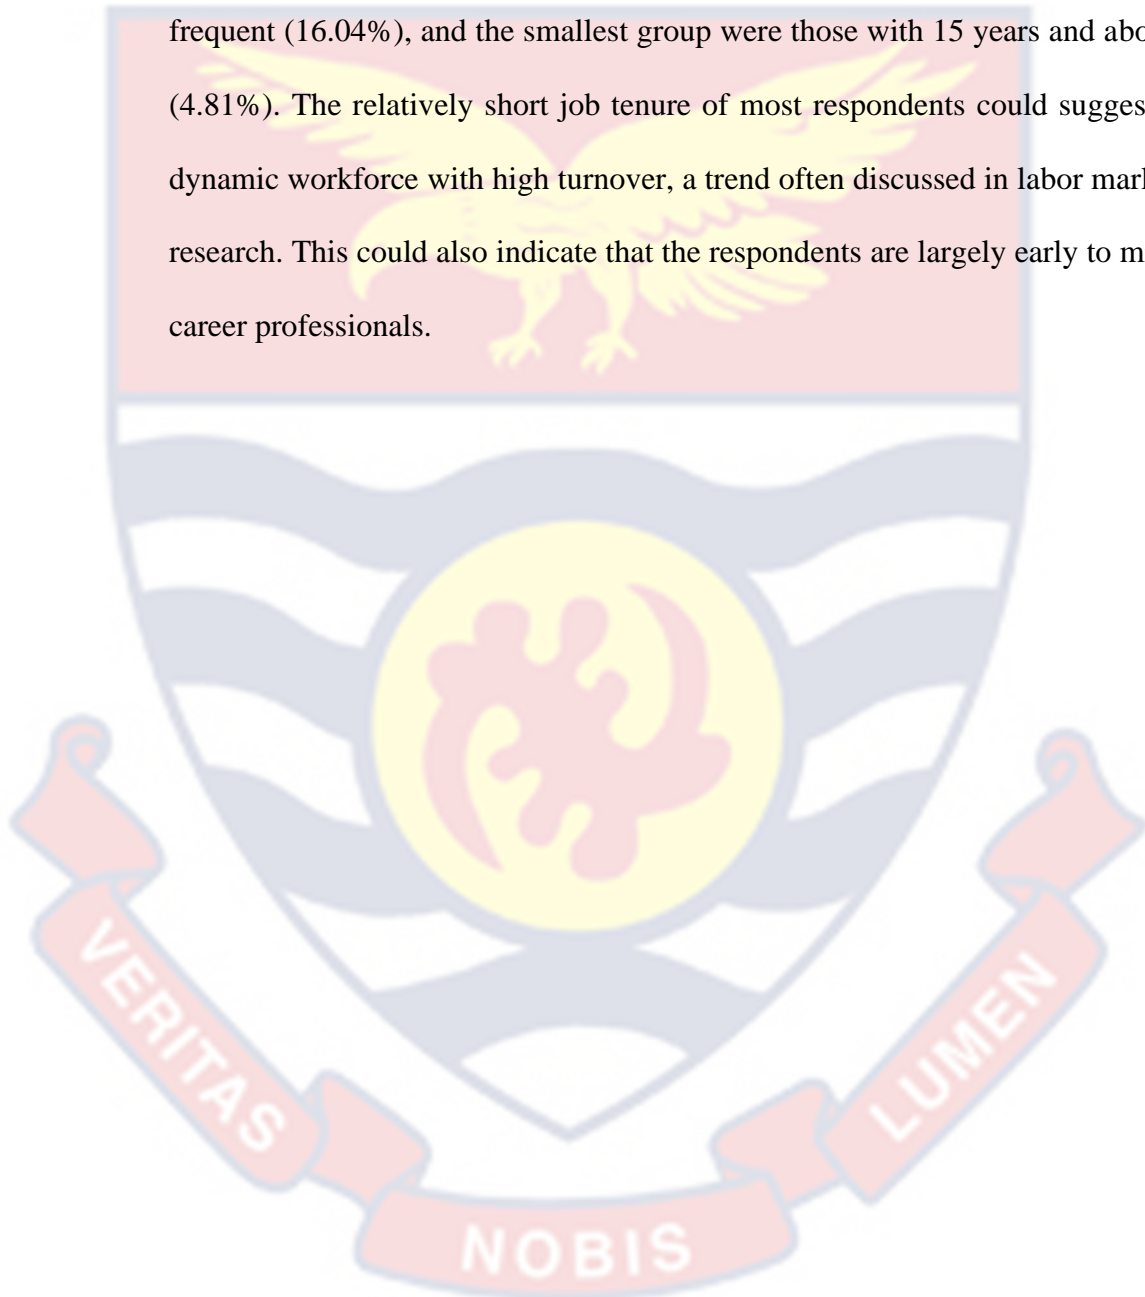 frequent (16.04%), and the smallest group were those with 15 years and abo
(4.81%). The relatively short job tenure of most respondents could sugges
dynamic workforce with high turnover, a trend often discussed in labor mar
research. This could also indicate that the respondents are largely early to m
career professionals.
VERITAS
NOBIS
LUMEN